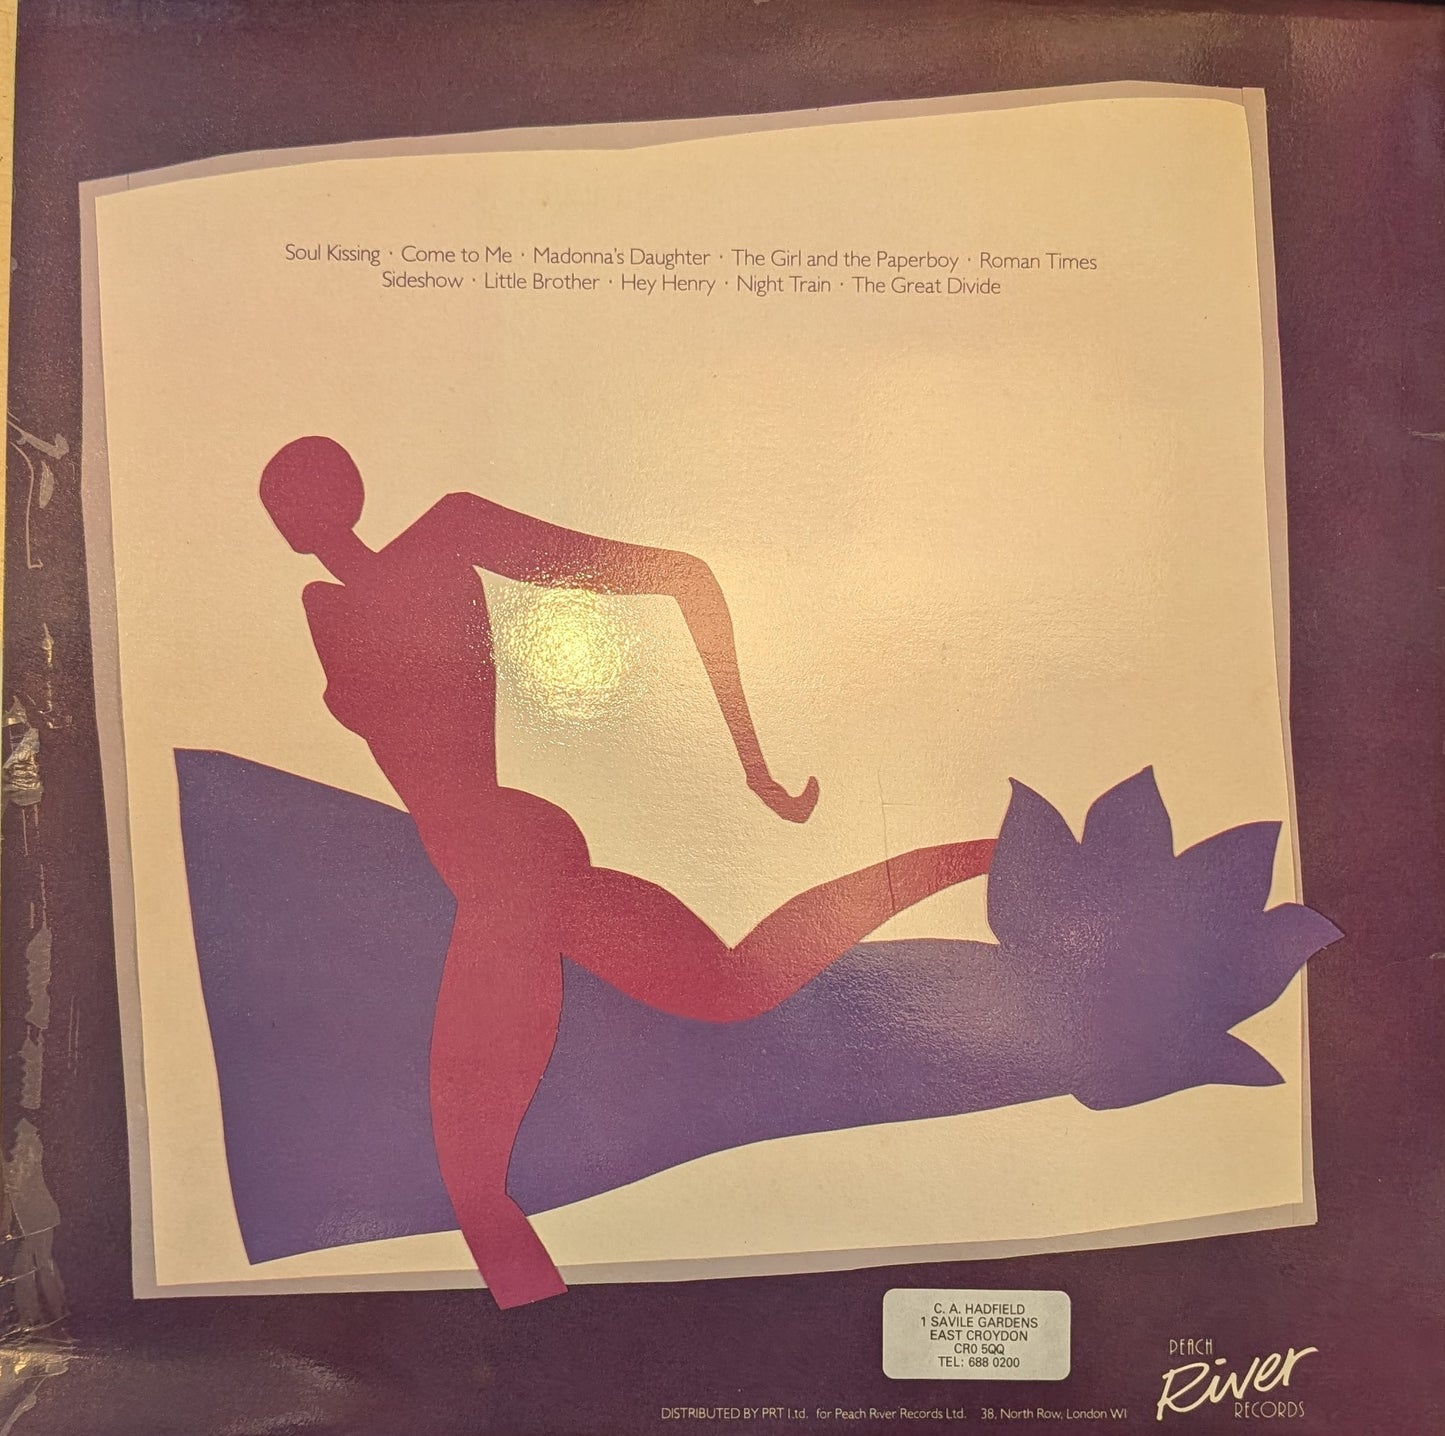 Soul Kissing · Come to Me · Madonna's Daughter · The Girl and the Paperboy · Roman Times
Sideshow · Little Brother · Hey Henry · Night Train · The Great Divide
C. A. HADFIELD
1 SAVILE GARDENS
EAST CROYDON
CR0 5QQ
TEL: 688 0200
PEACH
River
RECORDS
DISTRIBUTED BY PRT Ltd. for Peach River Records Ltd. 38, North Row, London W1